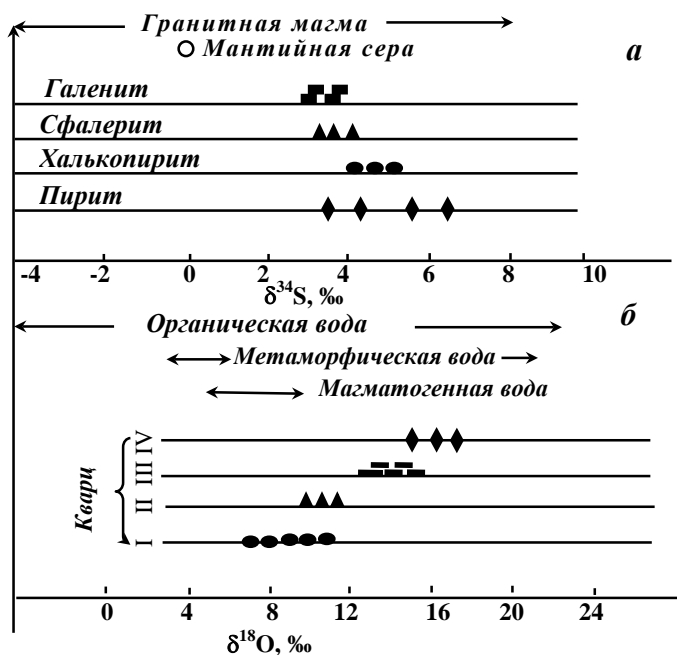 Гранитная магма
Мантийная сера
а
Галенит
Сфалерит
Халькопирит
Пирит
-4 -2 0 2 4 6 8 10
δ³⁴S, ‰
б
Органическая вода
Метаморфическая вода
Магматогенная вода
Кварц
IV
III
II
I
0 4 8 12 16 20 24
δ¹⁸O, ‰